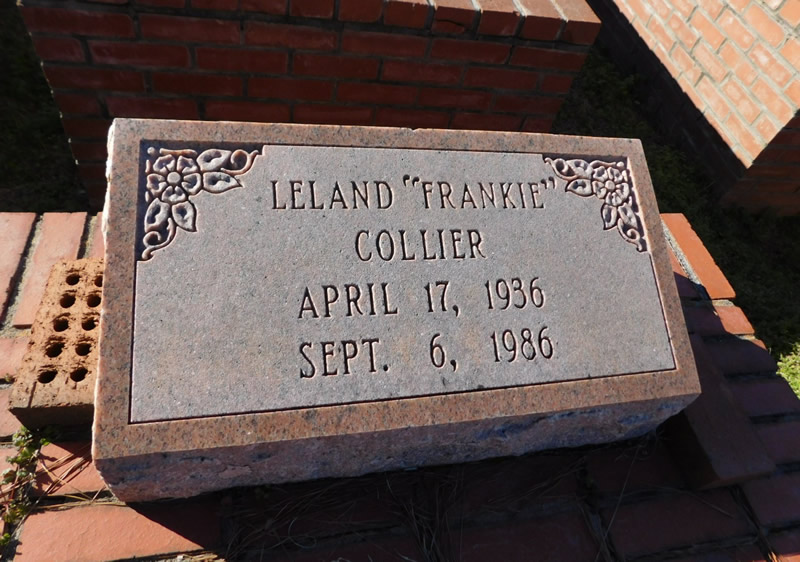 LELAND "FRANKIE"
COLLIER
APRIL 17, 1936
SEPT. 6, 1986